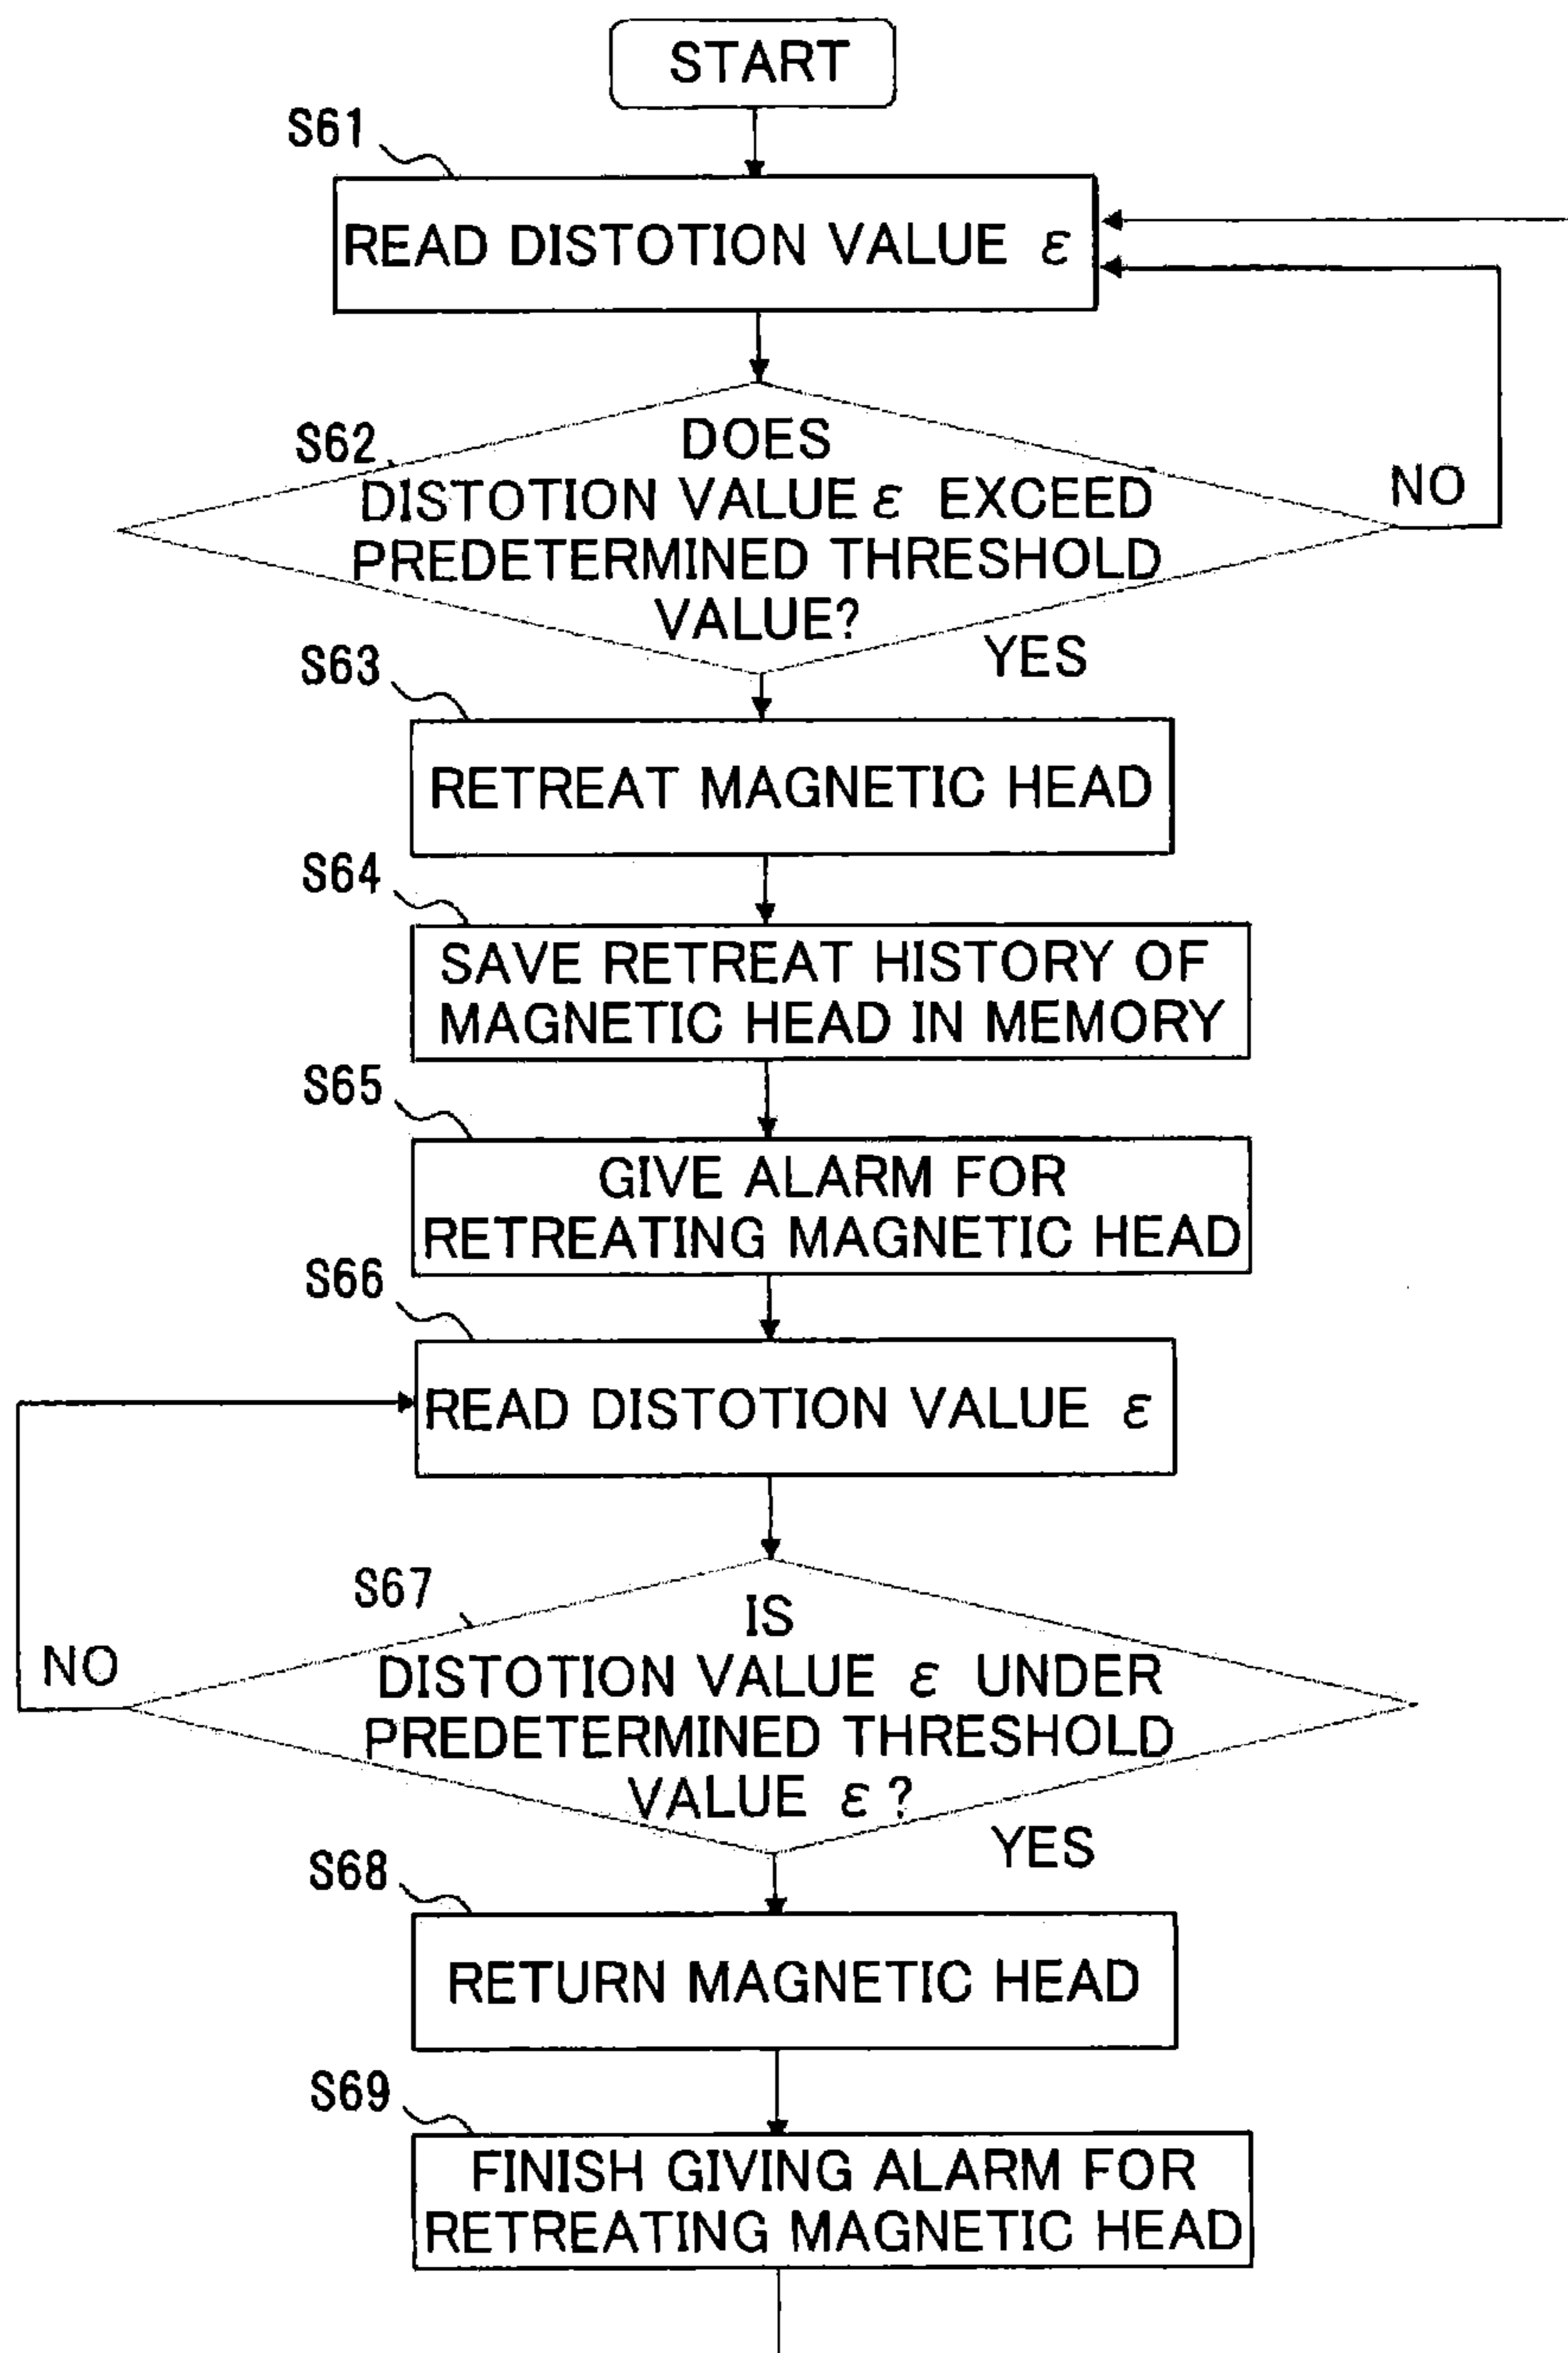 START
S61
READ DISTOTION VALUE ε
S62
DOES
DISTOTION VALUE ε EXCEED
PREDETERMINED THRESHOLD
VALUE?
NO
YES
S63
RETREAT MAGNETIC HEAD
S64
SAVE RETREAT HISTORY OF
MAGNETIC HEAD IN MEMORY
S65
GIVE ALARM FOR
RETREATING MAGNETIC HEAD
S66
READ DISTOTION VALUE ε
S67
IS
DISTOTION VALUE ε UNDER
PREDETERMINED THRESHOLD
VALUE ε ?
NO
YES
S68
RETURN MAGNETIC HEAD
S69
FINISH GIVING ALARM FOR
RETREATING MAGNETIC HEAD